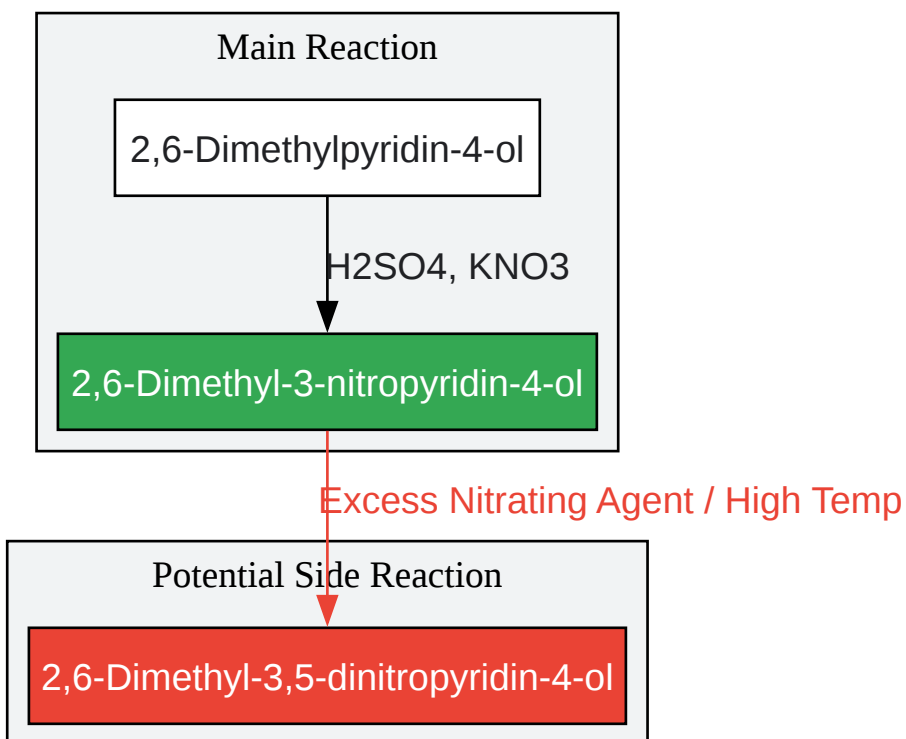 Main Reaction
2,6-Dimethylpyridin-4-ol
H2SO4, KNO3
2,6-Dimethyl-3-nitropyridin-4-ol
Excess Nitrating Agent / High Temp
Potential Side Reaction
2,6-Dimethyl-3,5-dinitropyridin-4-ol